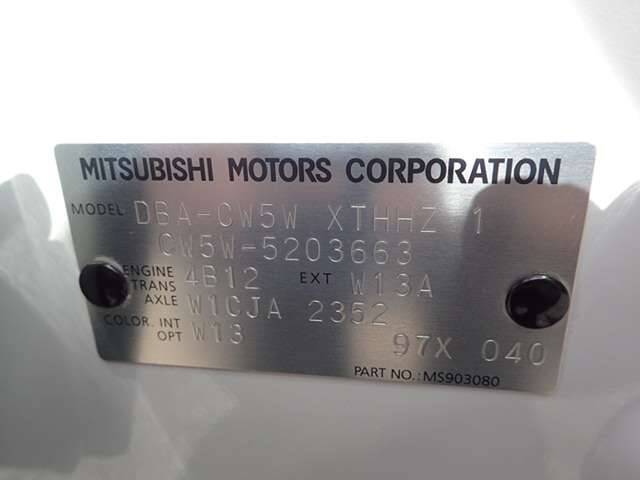 MITSUBISHI MOTORS CORPORATION
MODEL DBA-CW5W XTHHZ 1
CW5W-5203663
ENGINE 4B12 EXT W13A
TRANS
AXLE W1CJA 2352
COLOR. INT W13
OPT 97X 040
PART NO.: MS903080